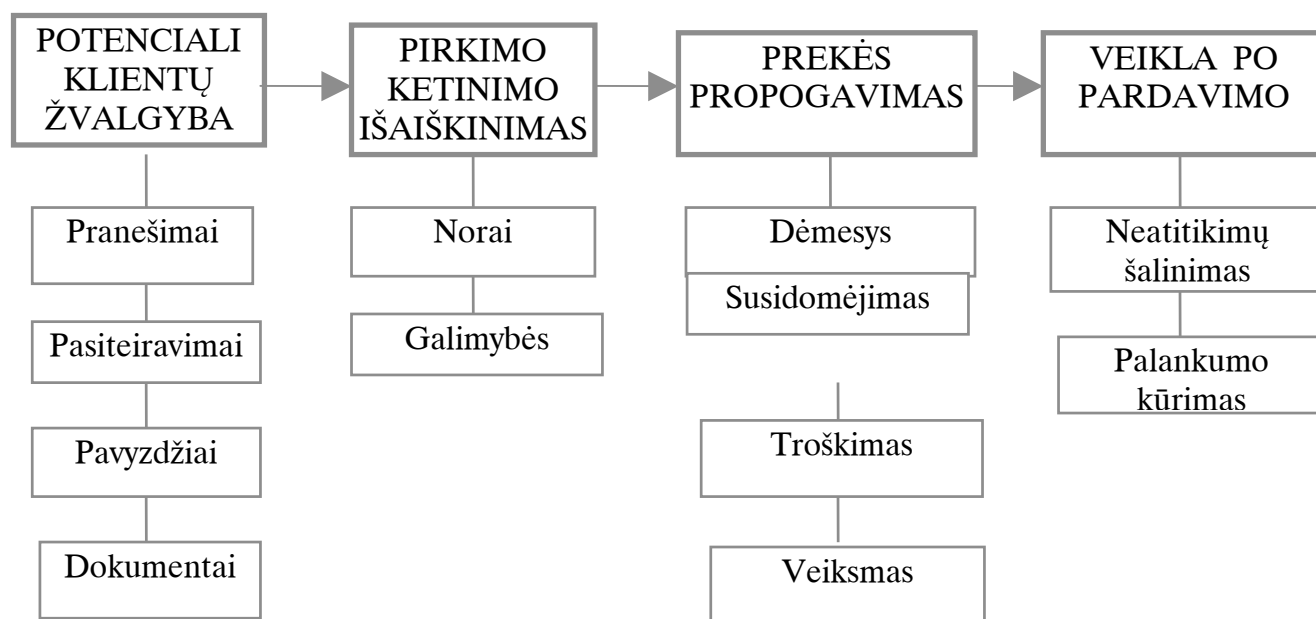 POTENCIALI
KLIENTŲ
ŽVALGYBA
PIRKIMO
KETINIMO
IŠAIŠKINIMAS
PREKĖS
PROPOGAVIMAS
VEIKLA PO
PARDAVIMO
Pranešimai
Pasiteiravimai
Pavyzdžiai
Dokumentai
Norai
Galimybės
Dėmesys
Susidomėjimas
Troškimas
Veiksmas
Neatitikimų
šalinimas
Palankumo
kūrimas